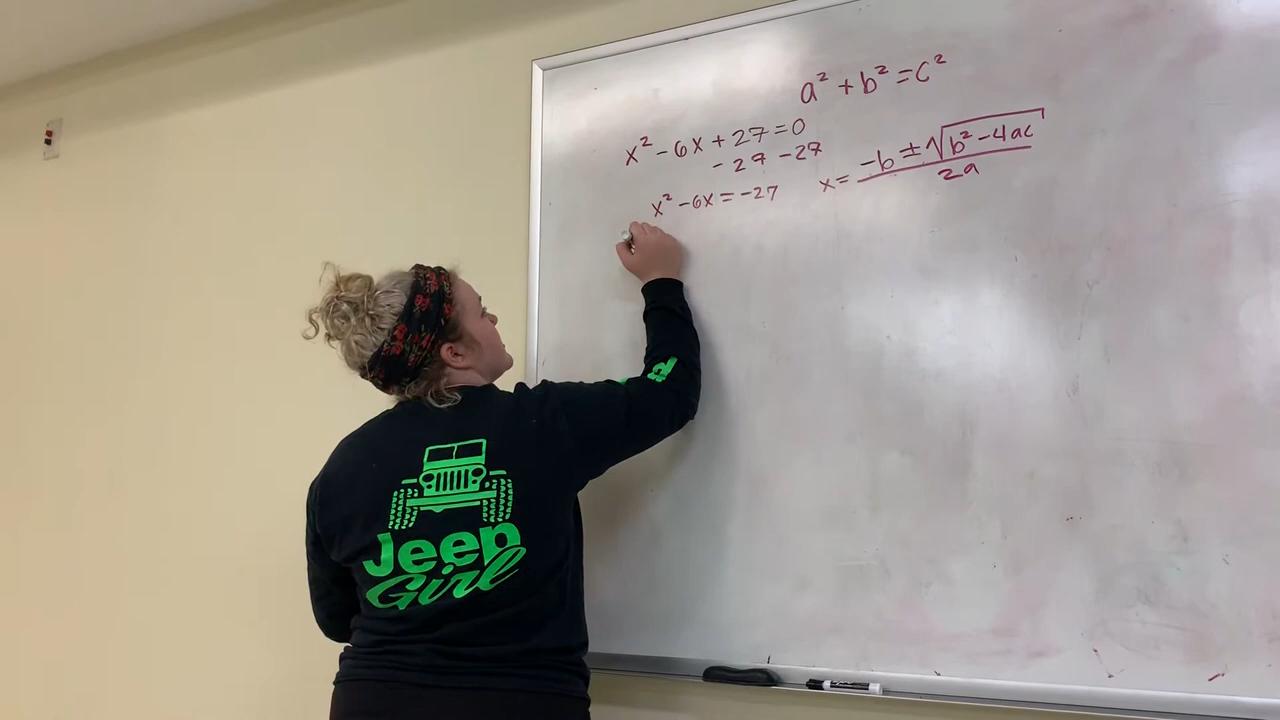 a² + b² = c²
x² - 6x + 27 = 0
- 27 - 27
x² - 6x = -27
x = -b ± √b² - 4ac / 2a
Jeep
Girl